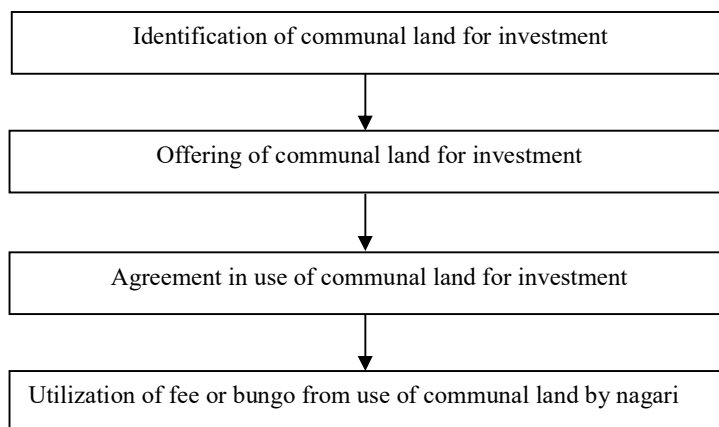 Identification of communal land for investment
Offering of communal land for investment
Agreement in use of communal land for investment
Utilization of fee or bungo from use of communal land by nagari